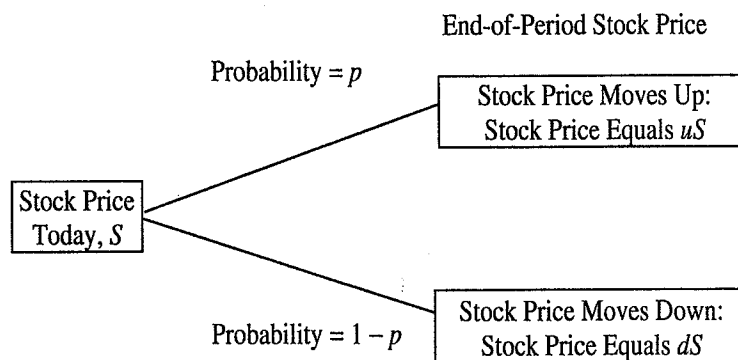 End-of-Period Stock Price
Probability = p
Stock Price Moves Up:
Stock Price Equals uS
Stock Price
Today, S
Stock Price Moves Down:
Stock Price Equals dS
Probability = 1 – p